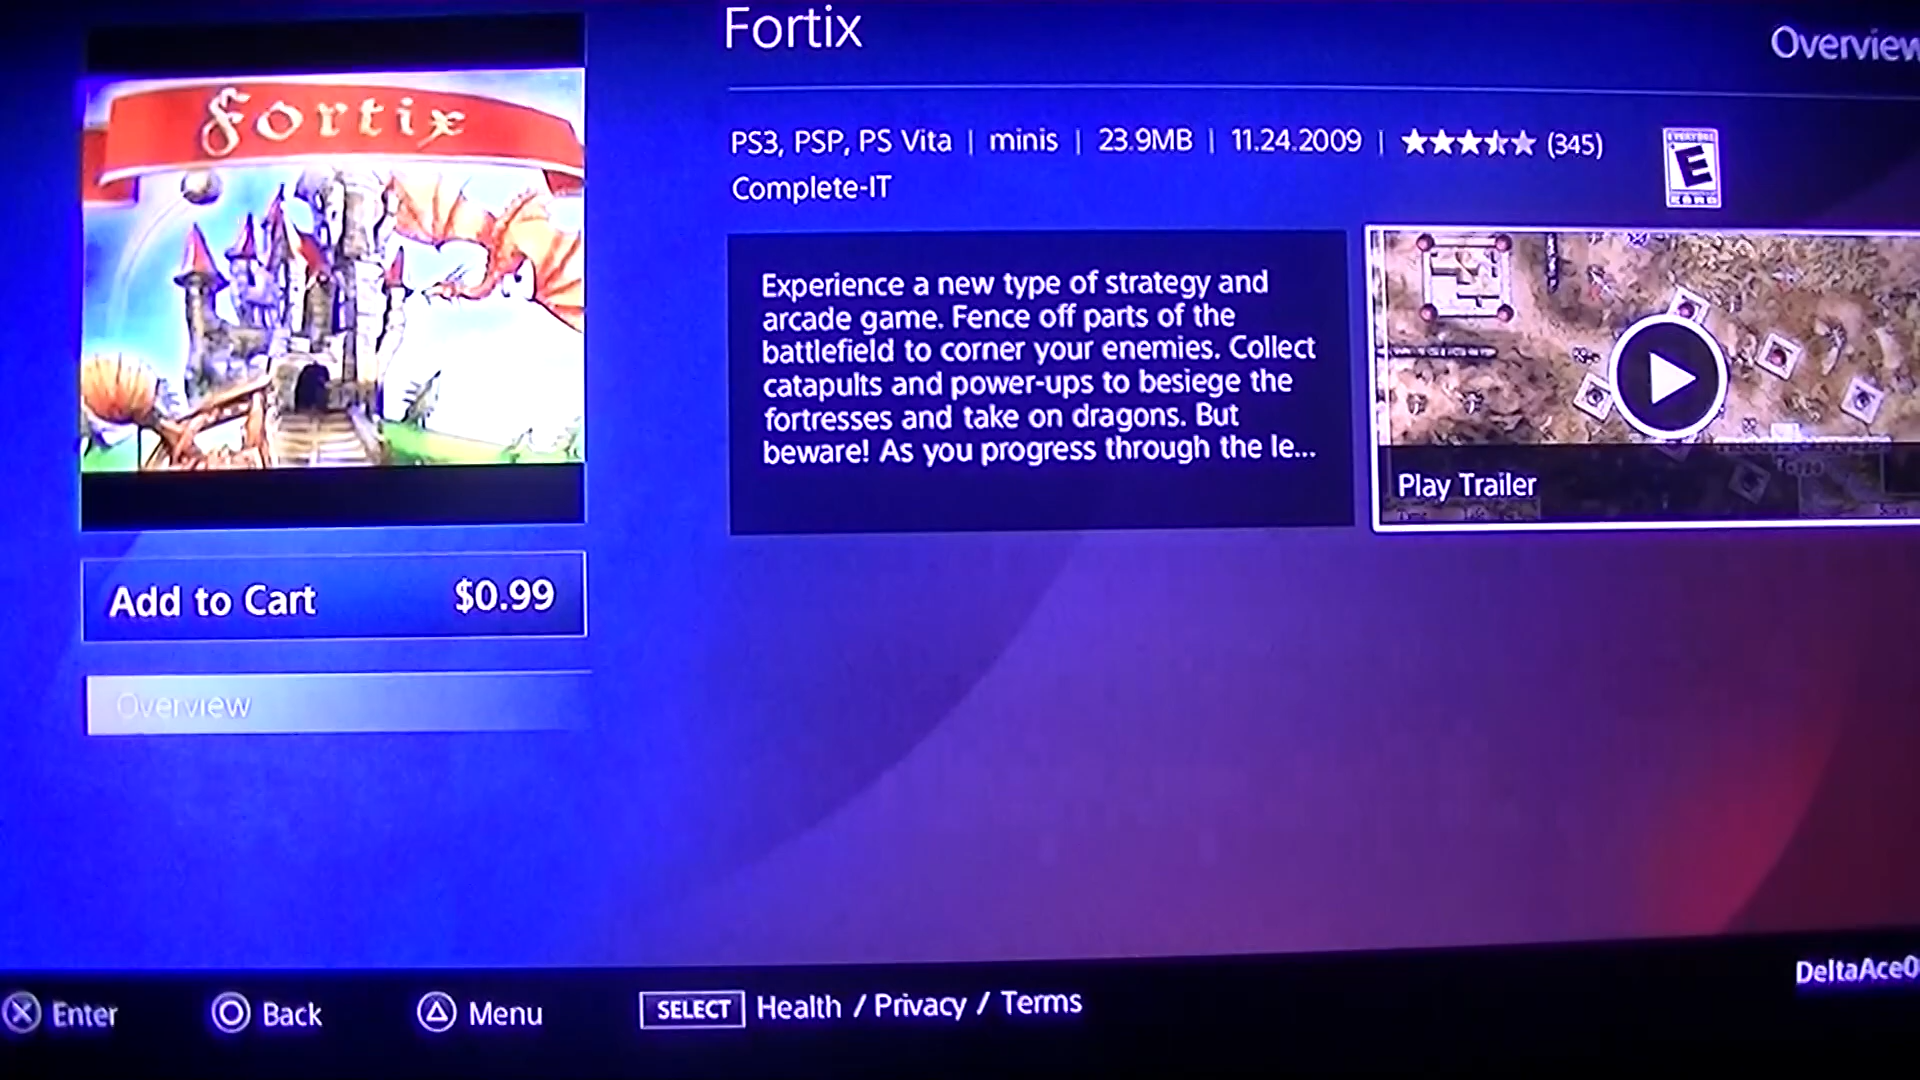 Fortix
Overview
Fortix
PS3, PSP, PS Vita | minis | 23.9MB | 11.24.2009 | (345)
Complete-IT
EVERYONE
E
Experience a new type of strategy and
arcade game. Fence off parts of the
battlefield to corner your enemies. Collect
catapults and power-ups to besiege the
fortresses and take on dragons. But
beware! As you progress through the le...
Play Trailer
Add to Cart $0.99
Overview
DeltaAce0
Enter Back Menu SELECT Health / Privacy / Terms